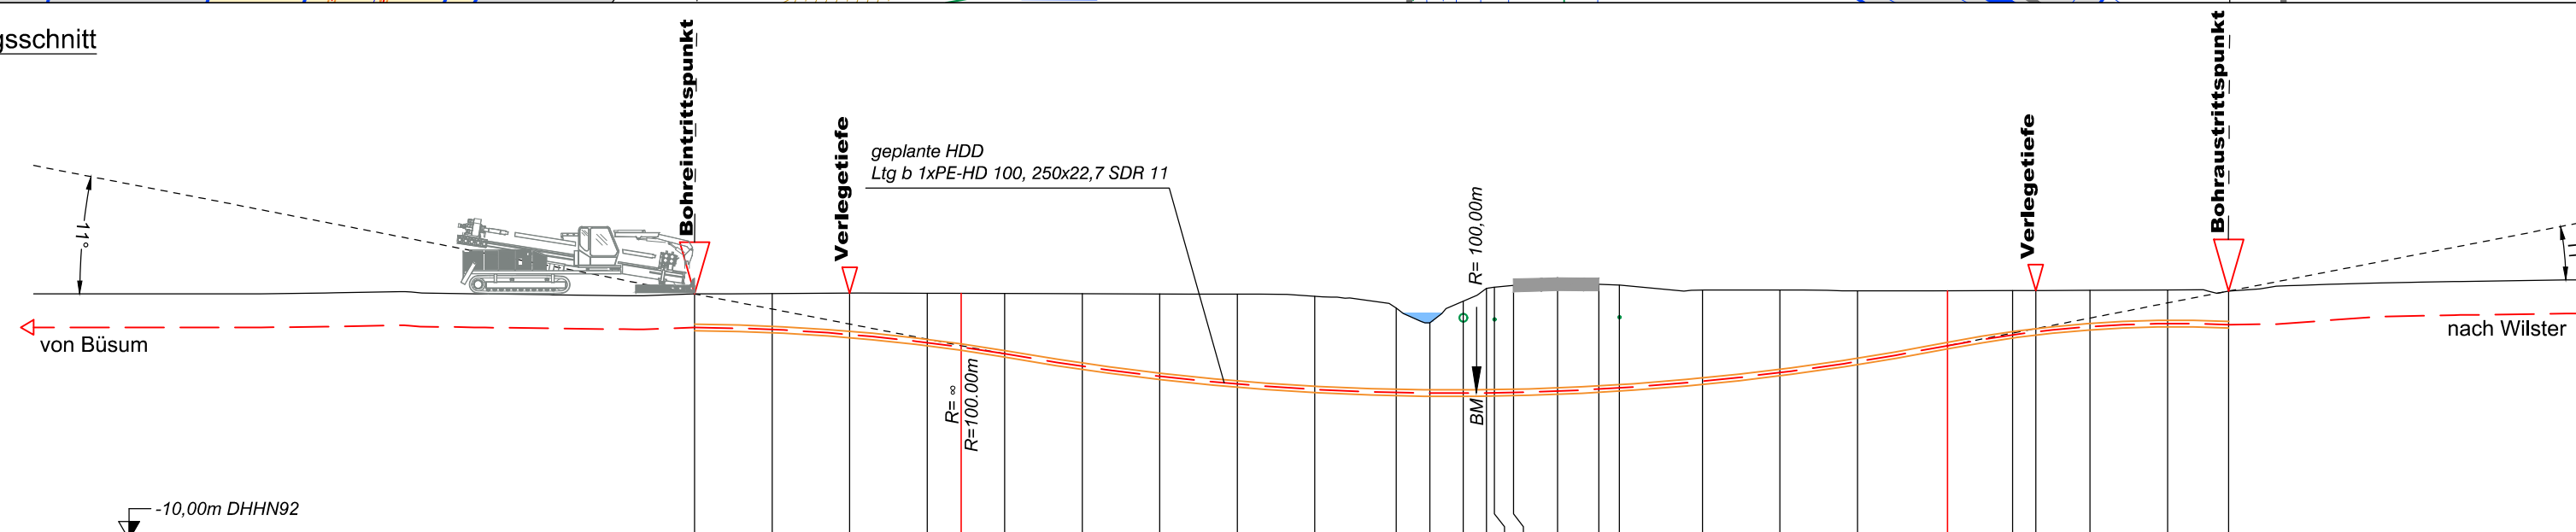 gsschnitt
Bohreintrittspunkt
Verlegetiefe
geplante HDD
Ltg b 1xPE-HD 100, 250x22,7 SDR 11
R= 100,00m
Verlegetiefe
Bohraustrittspunkt
11°
von Büsum
nach Wilster
R= ∞
R=100.00m
BM
-10,00m DHHN92